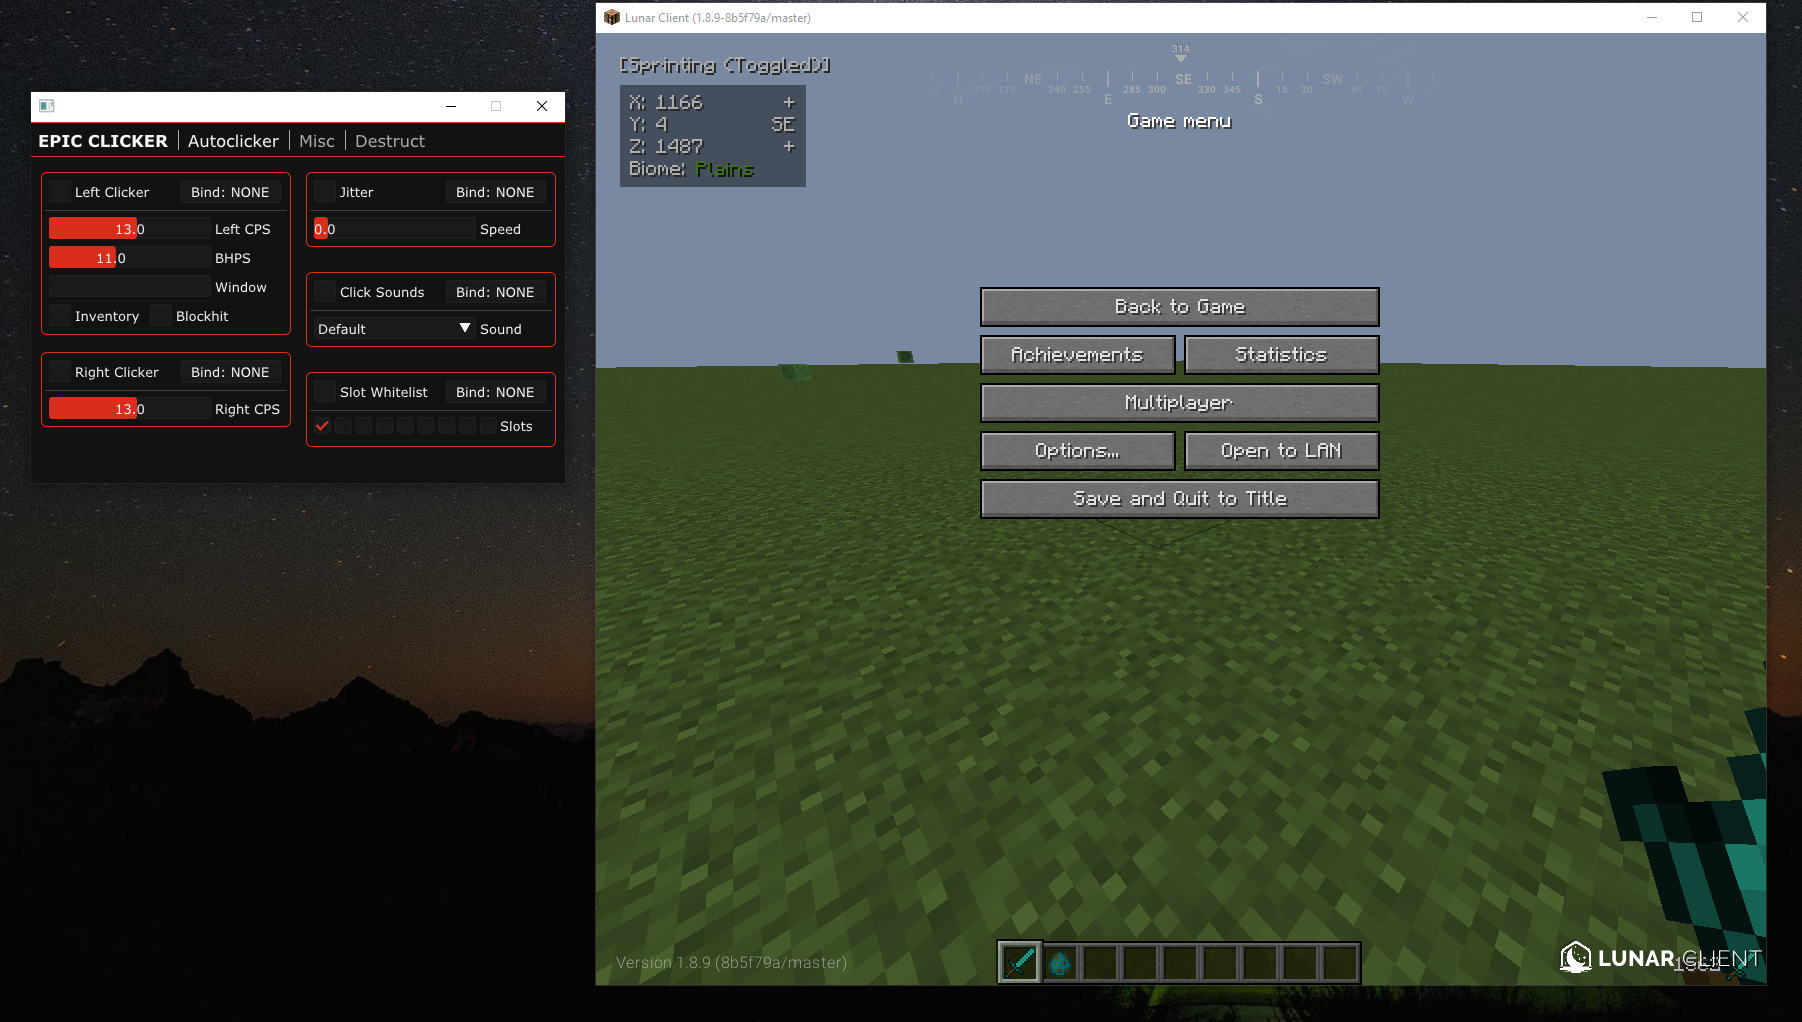 EPIC CLICKER Autoclicker Misc Destruct
Left Clicker Bind: NONE
13.0 Left CPS
11.0 BHPS
Window
Inventory Blockhit
Right Clicker Bind: NONE
13.0 Right CPS
Jitter Bind: NONE
0.0 Speed
Click Sounds Bind: NONE
Default Sound
Slot Whitelist Bind: NONE
Slots
Lunar Client (1.8.9-8b5f79a/master)
[Sprinting (Toggled)]
X: 1166 +
Y: 4 SE
Z: 1487 +
Biome: Plains
314
NE SE SW
195 210 240 255 285 300 330 345 15 30 60 75
N E S W
Game menu
Back to Game
Achievements Statistics
Multiplayer
Options... Open to LAN
Save and Quit to Title
Version 1.8.9 (8b5f79a/master)
LUNAR CLIENT